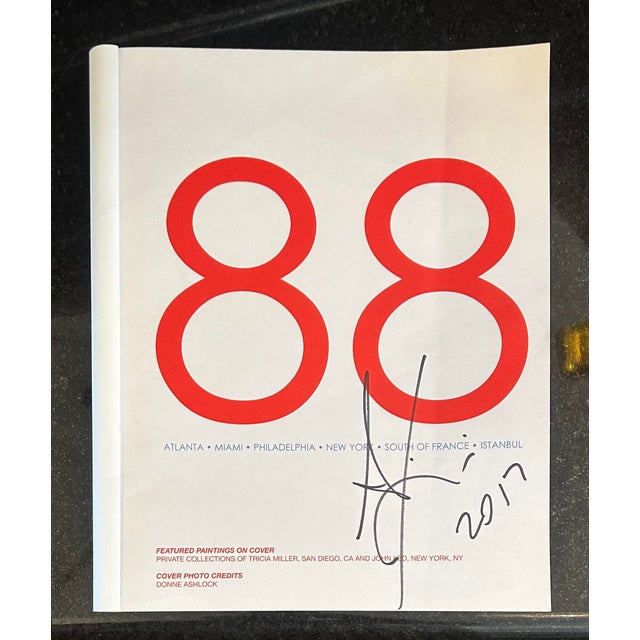 88
ATLANTA • MIAMI • PHILADELPHIA • NEW YORK • SOUTH OF FRANCE • ISTANBUL
2017
FEATURED PAINTINGS ON COVER
PRIVATE COLLECTIONS OF TRICIA MILLER, SAN DIEGO, CA AND JOHN NEW YORK, NY
COVER PHOTO CREDITS
DONNE ASHLOCK